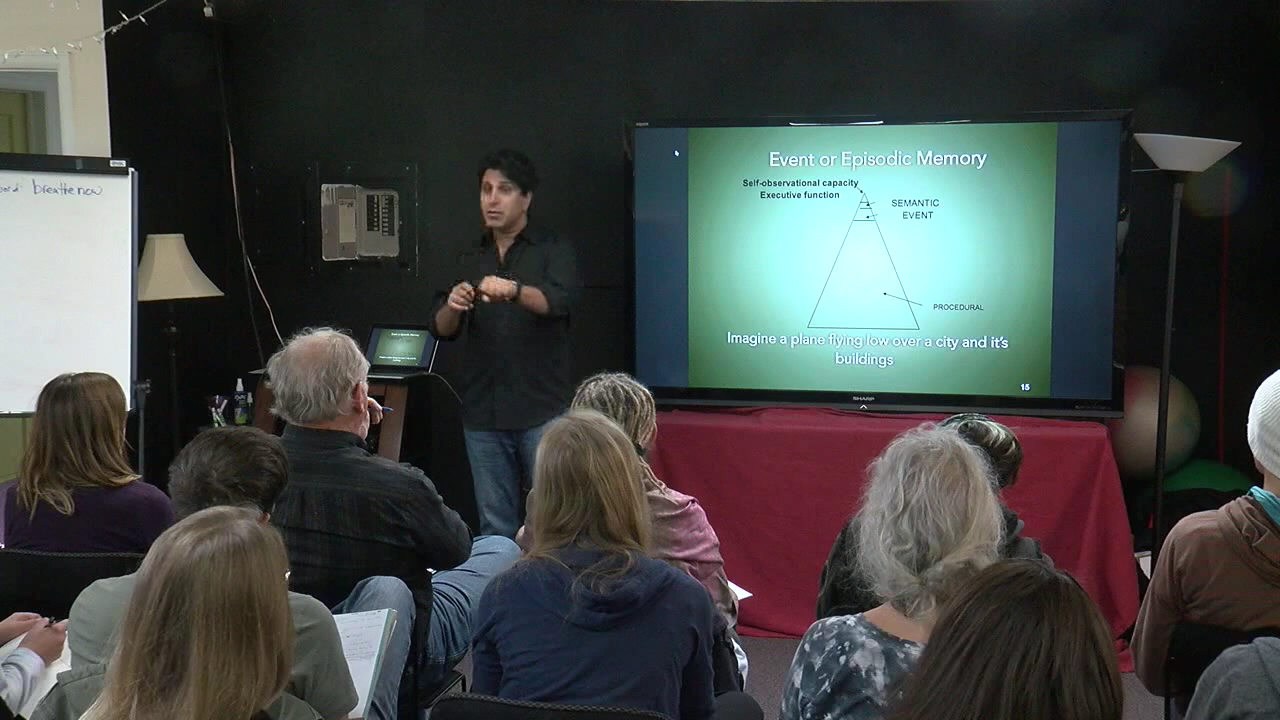 breathe now
Event or Episodic Memory
Self-observational capacity
Executive function
SEMANTIC
EVENT
PROCEDURAL
Imagine a plane flying low over a city and it's
buildings
15
SHARP